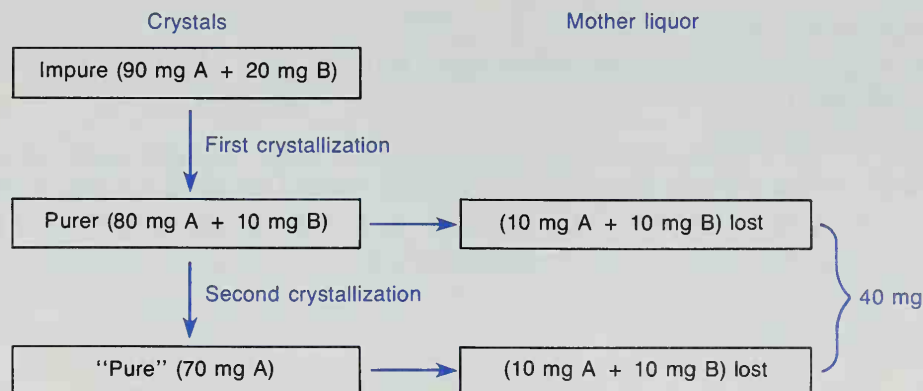 Crystals
Mother liquor
Impure (90 mg A + 20 mg B)
First crystallization
Purer (80 mg A + 10 mg B)
(10 mg A + 10 mg B) lost
Second crystallization
40 mg
"Pure" (70 mg A)
(10 mg A + 10 mg B) lost